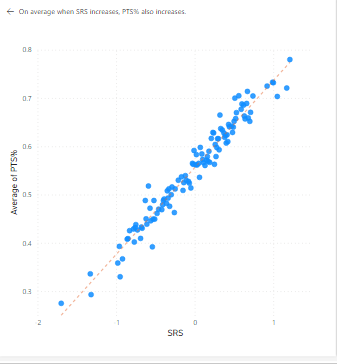 ← On average when SRS increases, PTS% also increases.
0.8
0.7
0.6
0.5
0.4
0.3
Average of PTS%
2 1 0 1
SRS